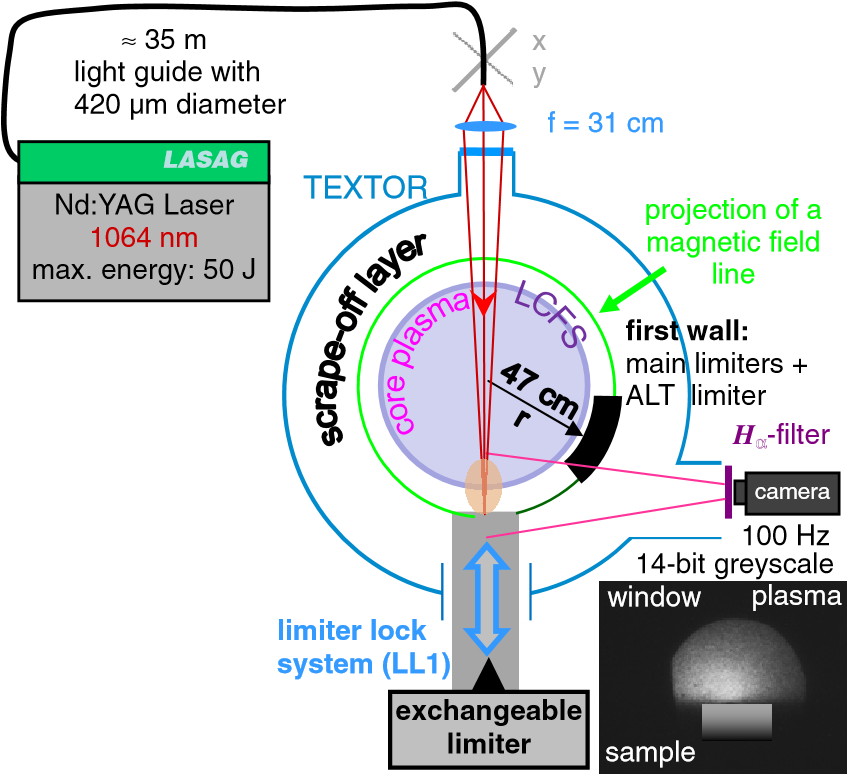 ≈ 35 m
light guide with
420 µm diameter
x
y
f = 31 cm
LASAG
Nd:YAG Laser
1064 nm
max. energy: 50 J
TEXTOR
projection of a
magnetic field
line
scrape-off layer
core plasma
LCFS
47 cm
r
first wall:
main limiters +
ALT limiter
Hα-filter
camera
100 Hz
14-bit greyscale
window plasma
sample
limiter lock
system (LL1)
exchangeable
limiter